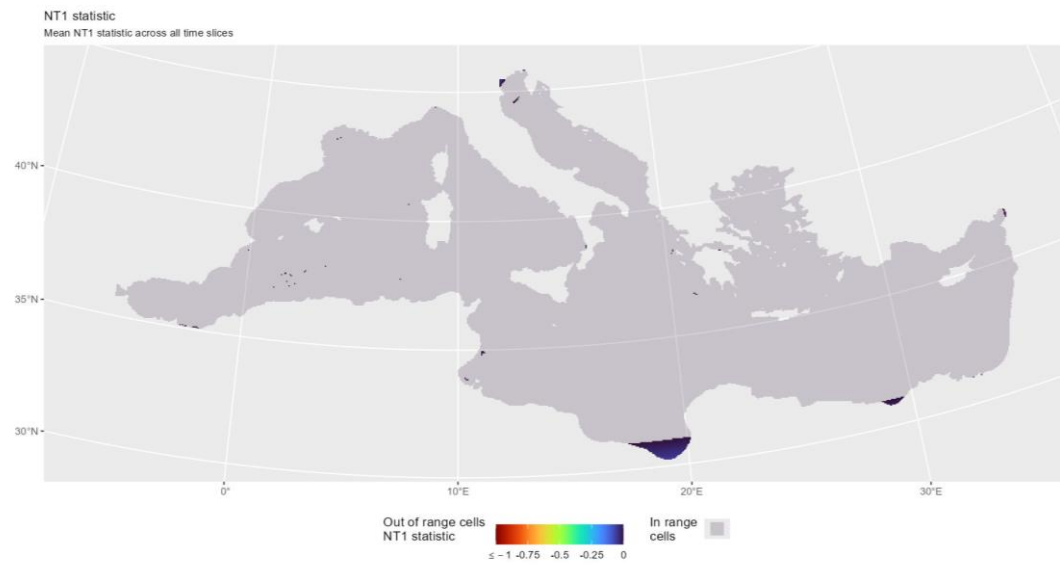 NT1 statistic
Mean NT1 statistic across all time slices
40°N
35°N
30°N
0°
10°E
20°E
30°E
Out of range cells
NT1 statistic
≤ − 1 -0.75 -0.5 -0.25 0
In range
cells